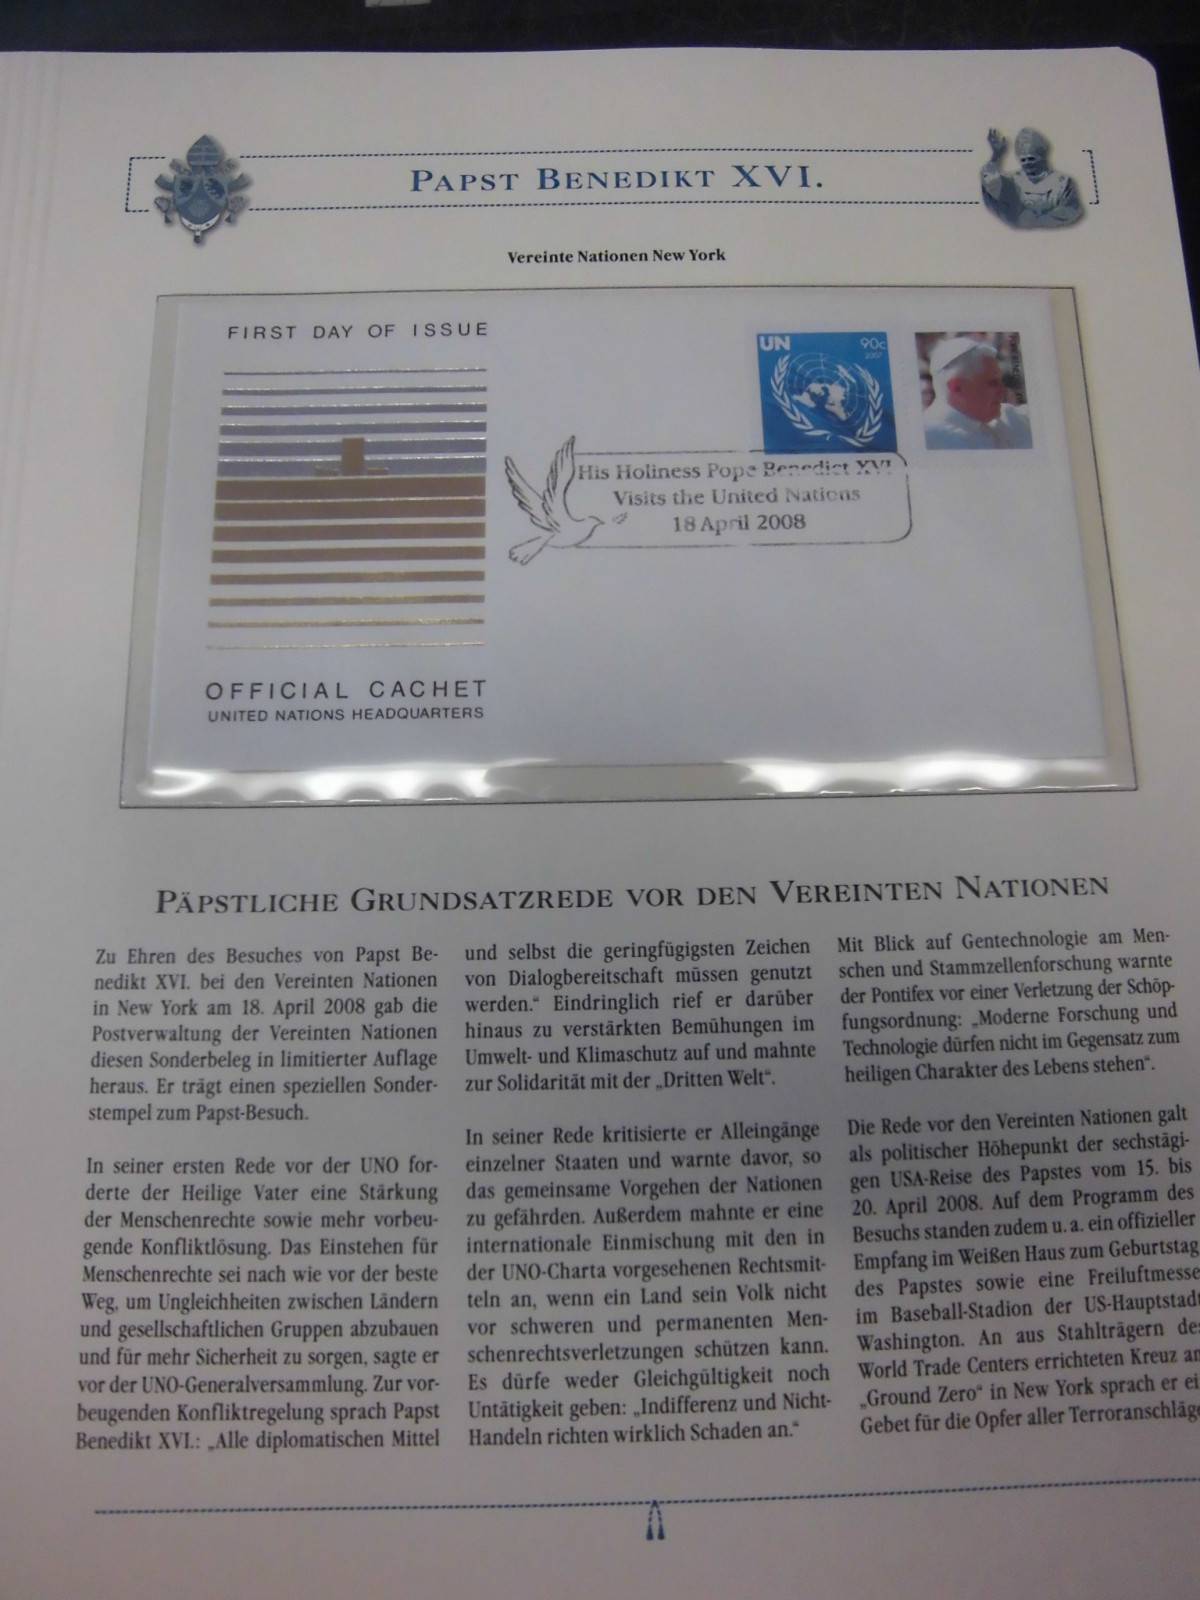 PAPST BENEDIKT XVI.
Vereinte Nationen New York
FIRST DAY OF ISSUE
UN
90c
2007
His Holiness Pope Benedict XVI
Visits the United Nations
18 April 2008
OFFICIAL CACHET
UNITED NATIONS HEADQUARTERS
PÄPSTLICHE GRUNDSATZREDE VOR DEN VEREINTEN NATIONEN
Zu Ehren des Besuches von Papst Be-
nedikt XVI. bei den Vereinten Nationen
in New York am 18. April 2008 gab die
Postverwaltung der Vereinten Nationen
diesen Sonderbeleg in limitierter Auflage
heraus. Er trägt einen speziellen Sonder-
stempel zum Papst-Besuch.
In seiner ersten Rede vor der UNO for-
derte der Heilige Vater eine Stärkung
der Menschenrechte sowie mehr vorbeu-
gende Konfliktlösung. Das Einstehen für
Menschenrechte sei nach wie vor der beste
Weg, um Ungleichheiten zwischen Ländern
und gesellschaftlichen Gruppen abzubauen
und für mehr Sicherheit zu sorgen, sagte er
vor der UNO-Generalversammlung. Zur vor-
beugenden Konfliktregelung sprach Papst
Benedikt XVI.: „Alle diplomatischen Mittel
und selbst die geringfügigsten Zeichen
von Dialogbereitschaft müssen genutzt
werden.“ Eindringlich rief er darüber
hinaus zu verstärkten Bemühungen im
Umwelt- und Klimaschutz auf und mahnte
zur Solidarität mit der „Dritten Welt“.
In seiner Rede kritisierte er Alleingänge
einzelner Staaten und warnte davor, so
das gemeinsame Vorgehen der Nationen
zu gefährden. Außerdem mahnte er eine
internationale Einmischung mit den in
der UNO-Charta vorgesehenen Rechtsmit-
teln an, wenn ein Land sein Volk nicht
vor schweren und permanenten Men-
schenrechtsverletzungen schützen kann.
Es dürfe weder Gleichgültigkeit noch
Untätigkeit geben: „Indifferenz und Nicht-
Handeln richten wirklich Schaden an.“
Mit Blick auf Gentechnologie am Men-
schen und Stammzellenforschung warnte
der Pontifex vor einer Verletzung der Schöp-
fungsordnung: „Moderne Forschung und
Technologie dürfen nicht im Gegensatz zum
heiligen Charakter des Lebens stehen“.
Die Rede vor den Vereinten Nationen galt
als politischer Höhepunkt der sechstägi-
gen USA-Reise des Papstes vom 15. bis
20. April 2008. Auf dem Programm des
Besuchs standen zudem u. a. ein offizieller
Empfang im Weißen Haus zum Geburtstag
des Papstes sowie eine Freiluftmesse
im Baseball-Stadion der US-Hauptstadt
Washington. An aus Stahlträgern des
World Trade Centers errichteten Kreuz am
„Ground Zero“ in New York sprach er ei
Gebet für die Opfer aller Terroranschläge